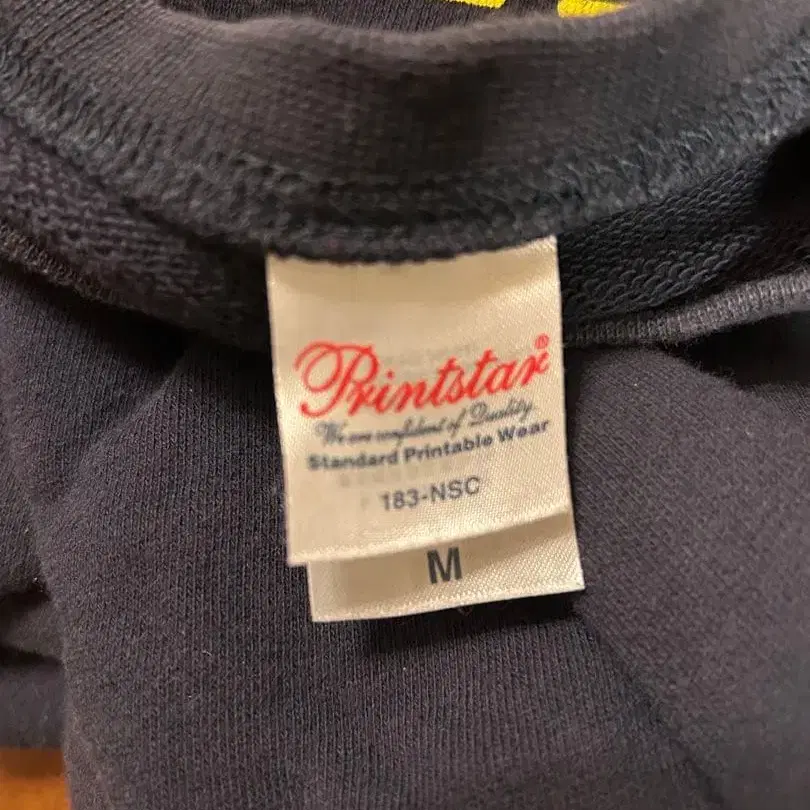 Printstar®
We are confident of Quality.
Standard Printable Wear
183-NSC
M